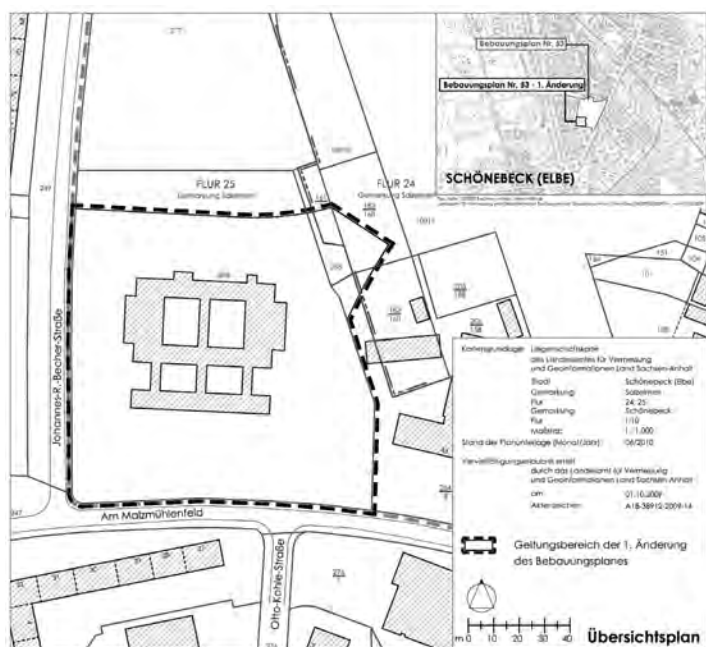 Bebauungsplan Nr. 53
Bebauungsplan Nr. 53 - 1. Änderung
SCHÖNEBECK (ELBE)
FLUR 25
FLUR 24
249
Johannes-R.-Becher-Straße
Am Malzmühlenfeld
Otto-Kohle-Straße
Kartengrundlage: Liegenschaftskarte
des Landesamtes für Vermessung
und Geoinformationen Land Sachsen-Anhalt
Stadt Schönebeck (Elbe)
Gemarkung: Salzelmen
Flur 24; 25
Gemarkung: Schönebeck
Flur 1/10
Maßstab: 1:1.000
Stand der Planunterlage (Monat/Jahr): 06/2010
Vervielfältigungserlaubnis erteilt
durch das Landesamt für Vermessung
und Geoinformationen Land Sachsen-Anhalt
am: 01.10.2009
Aktenzeichen: A18-38912-2009-14
Geltungsbereich der 1. Änderung
des Bebauungsplanes
m 0 10 20 30 40
Übersichtsplan